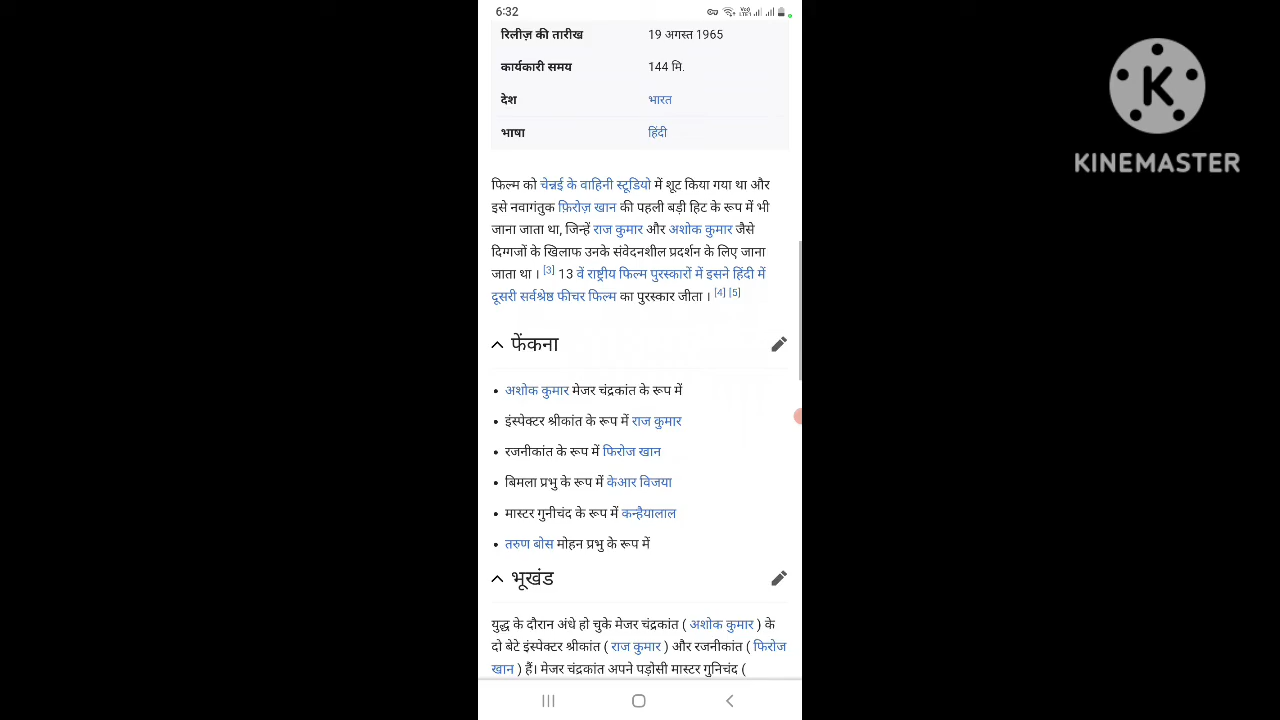 6:32
रिलीज़ की तारीख 19 अगस्त 1965
कार्यकारी समय 144 मि.
देश भारत
भाषा हिंदी
KINEMASTER
फिल्म को चेन्नई के वाहिनी स्टूडियो में शूट किया गया था और
इसे नवागंतुक फ़िरोज़ खान की पहली बड़ी हिट के रूप में भी
जाना जाता था, जिन्हें राज कुमार और अशोक कुमार जैसे
दिग्गजों के खिलाफ उनके संवेदनशील प्रदर्शन के लिए जाना
जाता था । [3] 13 वें राष्ट्रीय फिल्म पुरस्कारों में इसने हिंदी में
दूसरी सर्वश्रेष्ठ फीचर फिल्म का पुरस्कार जीता । [4] [5]
फेंकना
• अशोक कुमार मेजर चंद्रकांत के रूप में
• इंस्पेक्टर श्रीकांत के रूप में राज कुमार
• रजनीकांत के रूप में फिरोज खान
• बिमला प्रभु के रूप में केआर विजया
• मास्टर गुनीचंद के रूप में कन्हैयालाल
• तरुण बोस मोहन प्रभु के रूप में
भूखंड
युद्ध के दौरान अंधे हो चुके मेजर चंद्रकांत ( अशोक कुमार ) के
दो बेटे इंस्पेक्टर श्रीकांत ( राज कुमार ) और रजनीकांत ( फिरोज
खान ) हैं। मेजर चंद्रकांत अपने पड़ोसी मास्टर गुनिचंद (